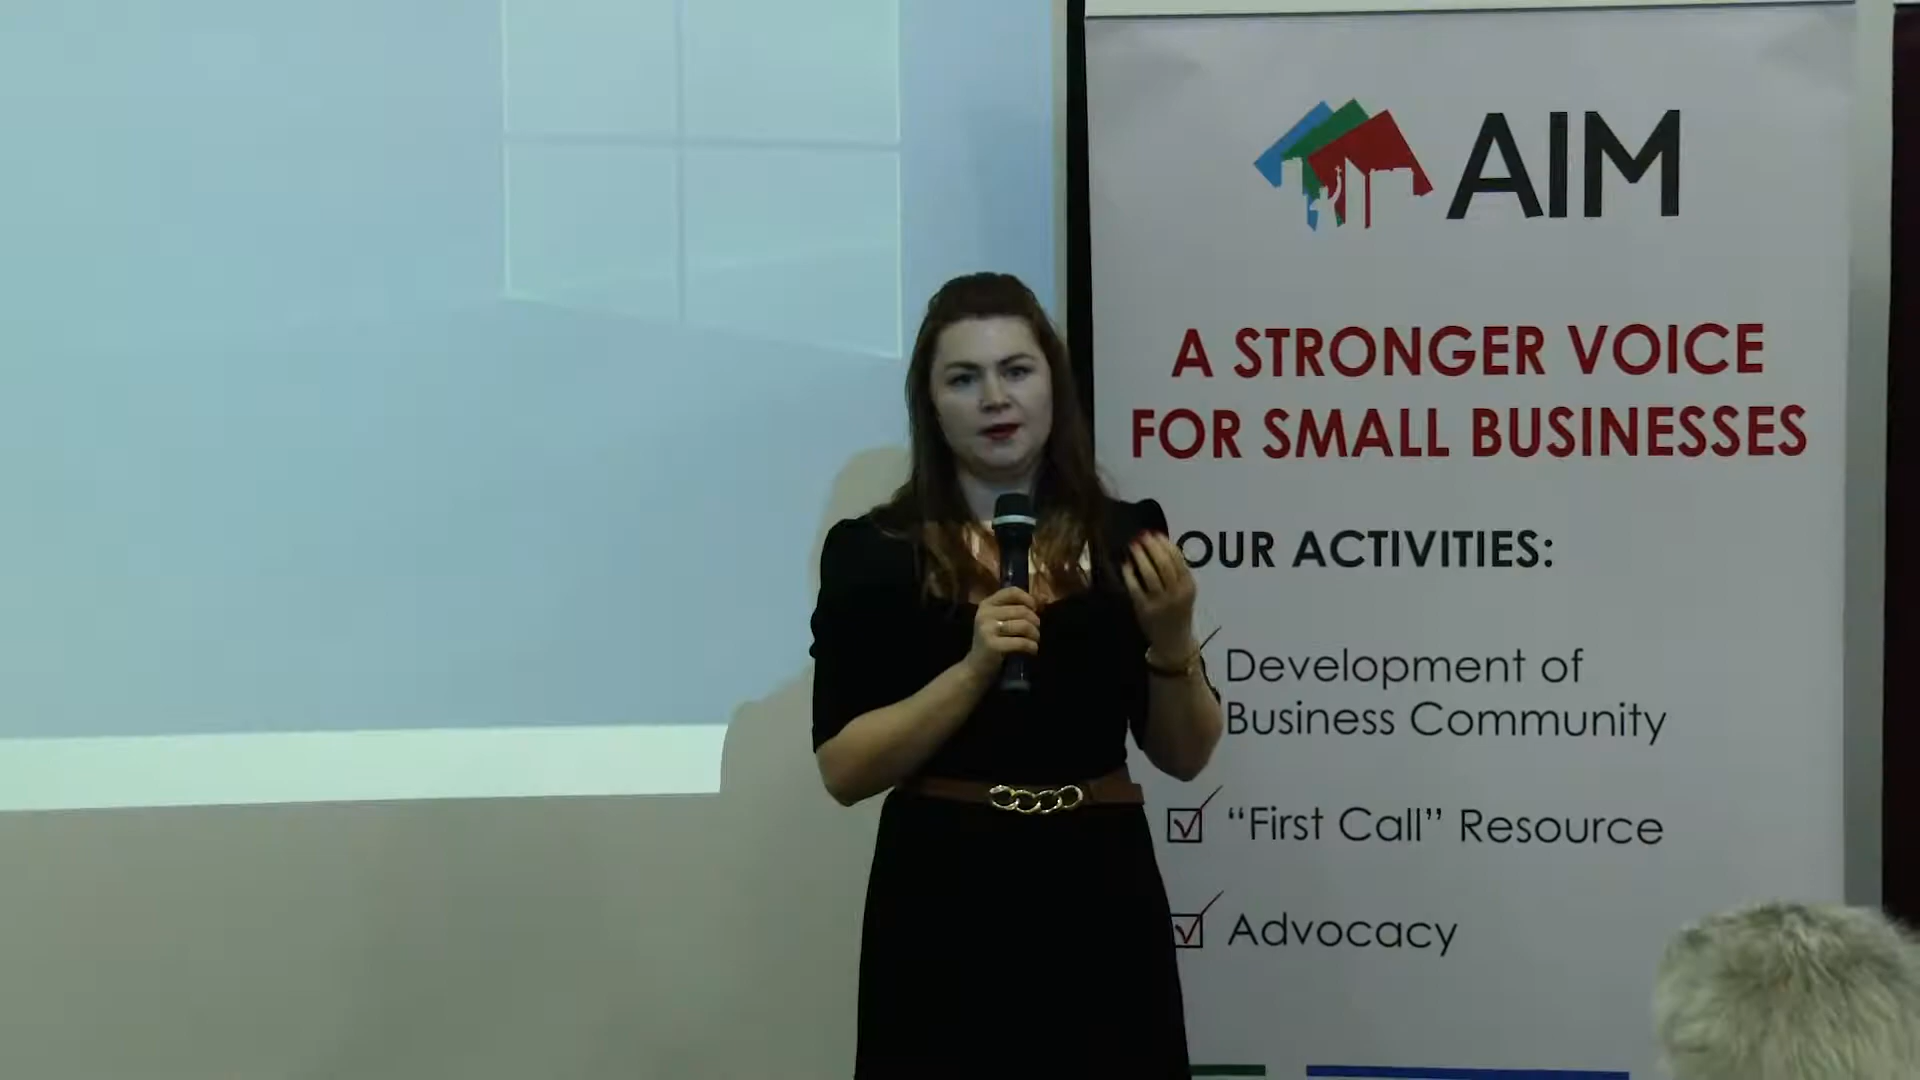 AIM
A STRONGER VOICE
FOR SMALL BUSINESSES
OUR ACTIVITIES:
Development of
Business Community
“First Call” Resource
Advocacy